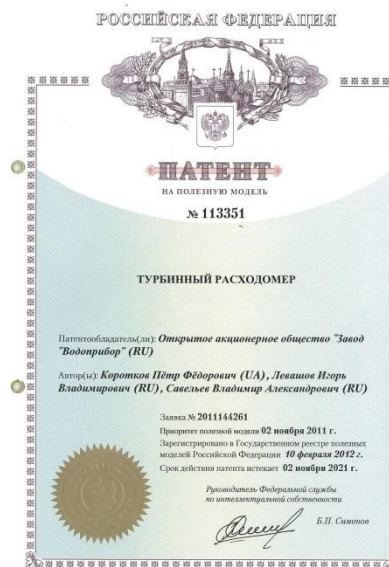 РОССИЙСКАЯ ФЕДЕРАЦИЯ
ПАТЕНТ
НА ПОЛЕЗНУЮ МОДЕЛЬ
№ 113351
ТУРБИННЫЙ РАСХОДОМЕР
Патентообладатель(ли): Открытое акционерное общество "Завод
"Водоприбор" (RU)
Автор(ы): Коротков Пётр Фёдорович (UA), Левашов Игорь
Владимирович (RU), Савельев Владимир Александрович (RU)
Заявка № 2011144261
Приоритет полезной модели 02 ноября 2011 г.
Зарегистрировано в Государственном реестре полезных
моделей Российской Федерации 10 февраля 2012 г.
Срок действия патента истекает 02 ноября 2021 г.
Руководитель Федеральной службы
по интеллектуальной собственности
Б.П. Симонов